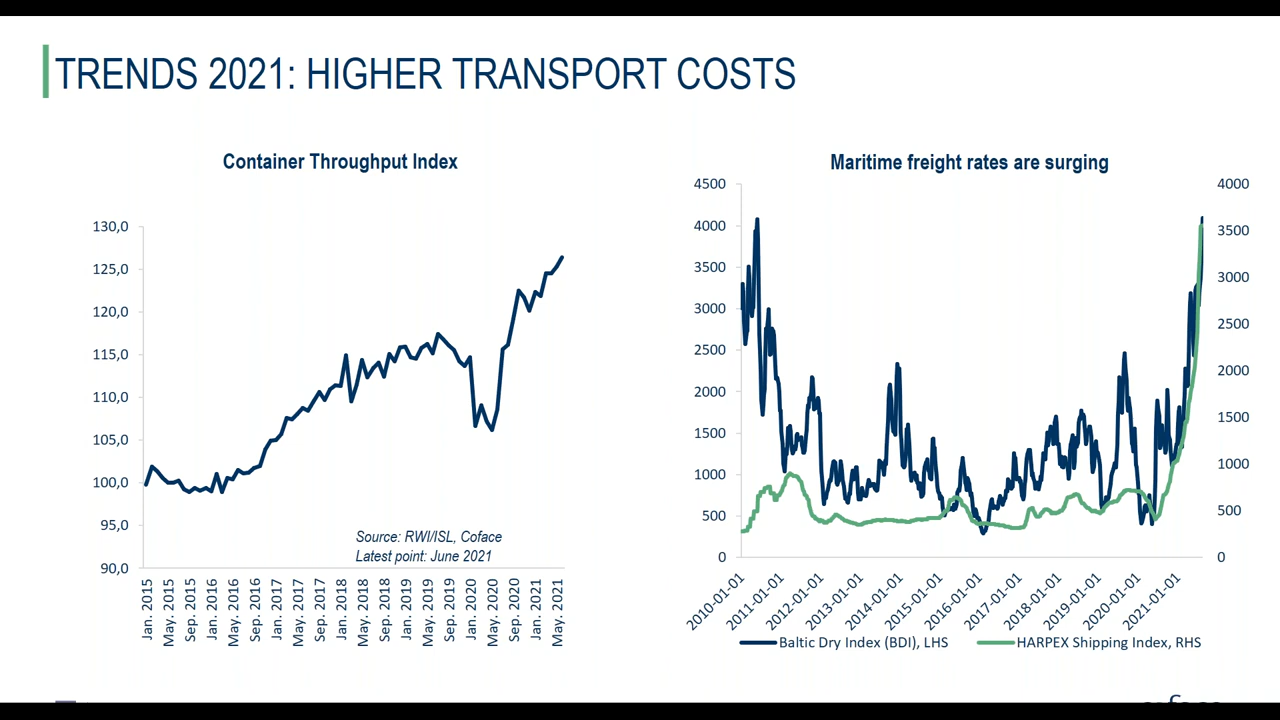 TRENDS 2021: HIGHER TRANSPORT COSTS
Container Throughput Index
130,0
125,0
120,0
115,0
110,0
105,0
100,0
95,0
90,0
Source: RWI/ISL, Coface
Latest point: June 2021
Jan. 2015
May. 2015
Sep. 2015
Jan. 2016
May. 2016
Sep. 2016
Jan. 2017
May. 2017
Sep. 2017
Jan. 2018
May. 2018
Sep. 2018
Jan. 2019
May. 2019
Sep. 2019
Jan. 2020
May. 2020
Sep. 2020
Jan. 2021
May. 2021
Maritime freight rates are surging
4500
4000
3500
3000
2500
2000
1500
1000
500
0
4000
3500
3000
2500
2000
1500
1000
500
0
2010-01-01
2011-01-01
2012-01-01
2013-01-01
2014-01-01
2015-01-01
2016-01-01
2017-01-01
2018-01-01
2019-01-01
2020-01-01
2021-01-01
Baltic Dry Index (BDI), LHS
HARPEX Shipping Index, RHS